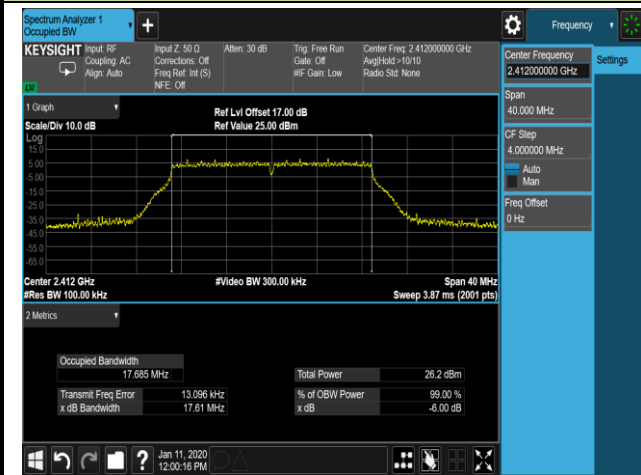 Spectrum Analyzer 1
Occupied BW
Frequency
KEYSIGHT
Input: RF
Coupling: AC
Align: Auto
Input Z: 50 Ω
Corrections: Off
Freq Ref: Int (S)
NFE: Off
Atten: 30 dB
Trig: Free Run
Gate: Off
#IF Gain: Low
Center Freq: 2.412000000 GHz
Avg|Hold:>10/10
Radio Std: None
Center Frequency
2.412000000 GHz
Settings
Span
40.000 MHz
CF Step
4.000000 MHz
Auto
Man
Freq Offset
0 Hz
1 Graph
Scale/Div 10.0 dB
Ref Lvl Offset 17.00 dB
Ref Value 25.00 dBm
Log
15.0
5.00
-5.00
-15.0
-25.0
-35.0
-45.0
-55.0
-65.0
Center 2.412 GHz
#Video BW 300.00 kHz
Span 40 MHz
#Res BW 100.00 kHz
Sweep 3.87 ms (2001 pts)
2 Metrics
Occupied Bandwidth
17.685 MHz
Total Power 26.2 dBm
Transmit Freq Error 13.096 kHz
% of OBW Power 99.00 %
x dB Bandwidth 17.61 MHz
x dB -6.00 dB
?
Jan 11, 2020
12:00:16 PM